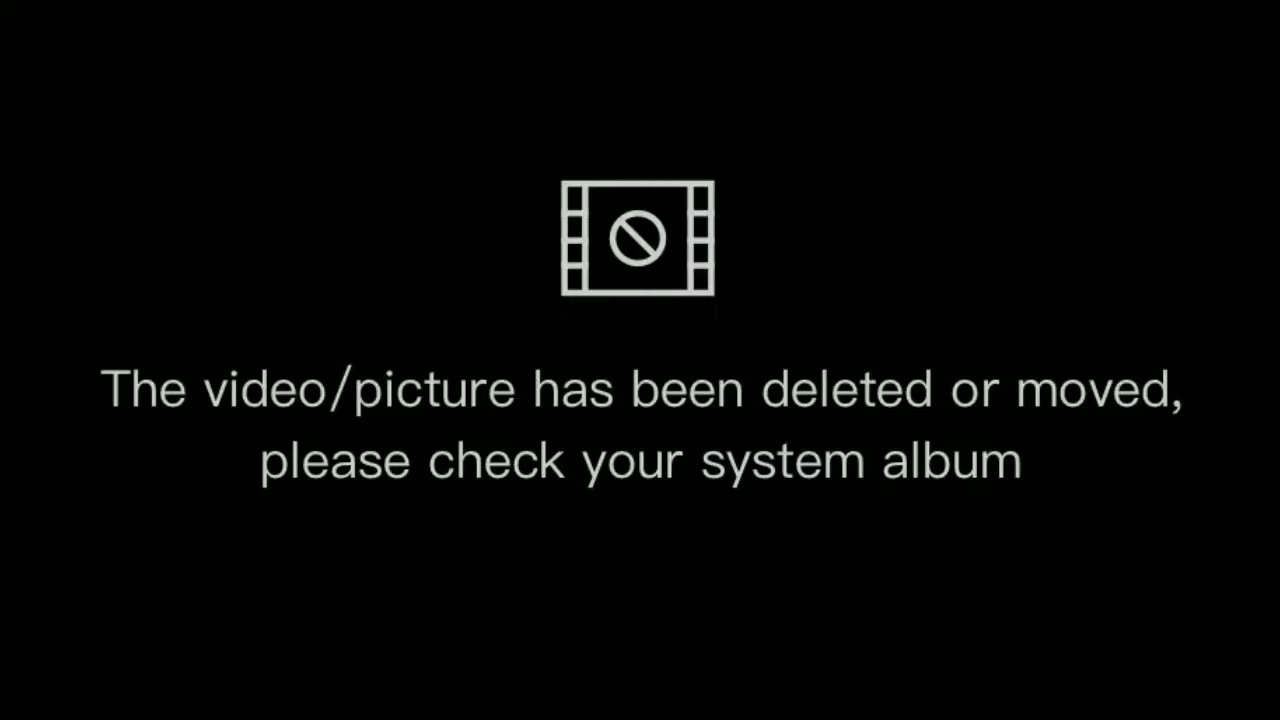 The video/picture has been deleted or moved,
please check your system album